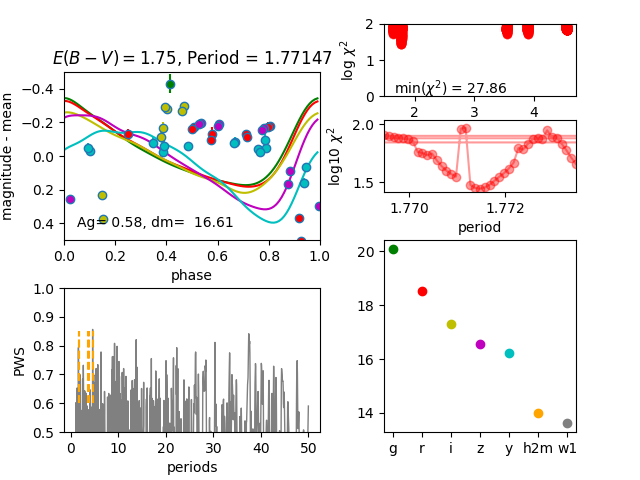 E(B − V) = 1.75, Period = 1.77147
magnitude - mean
−0.4
−0.2
0.0
0.2
0.4
Ag= 0.58, dm= 16.61
0.0 0.2 0.4 0.6 0.8 1.0
phase
log χ²
2
1
0
min(χ²) = 27.86
2 3 4
log10 χ²
2.0
1.5
1.770 1.772
period
PWS
1.0
0.9
0.8
0.7
0.6
0.5
0 10 20 30 40 50
periods
20
18
16
14
g r i z y h2m w1